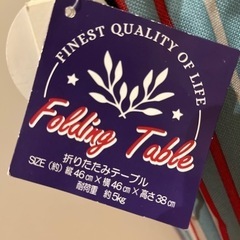 FINEST QUALITY OF LIFE
Folding Table
折りたたみテーブル
SIZE（約）縦46cm×横46cm×高さ38cm
耐荷重 約5kg